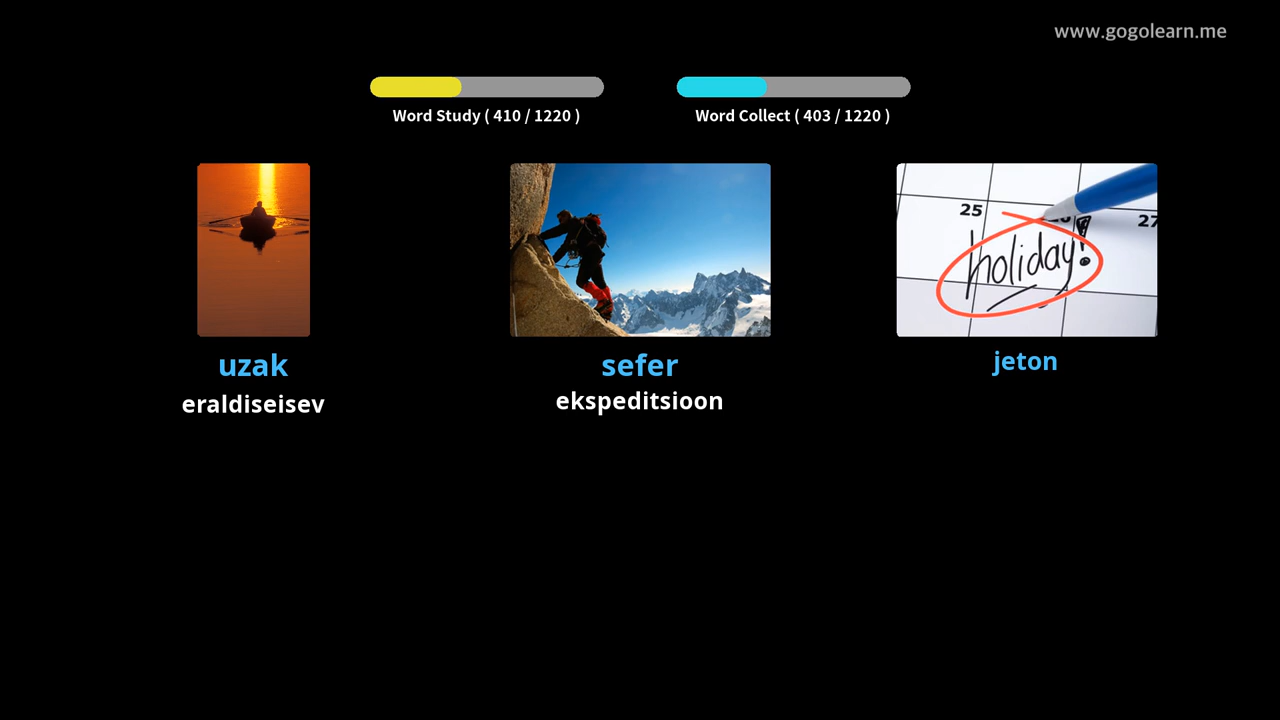 www.gogolearn.me
Word Study ( 410 / 1220 )
Word Collect ( 403 / 1220 )
25
27
holiday!
uzak
sefer
jeton
eraldiseisev
ekspeditsioon